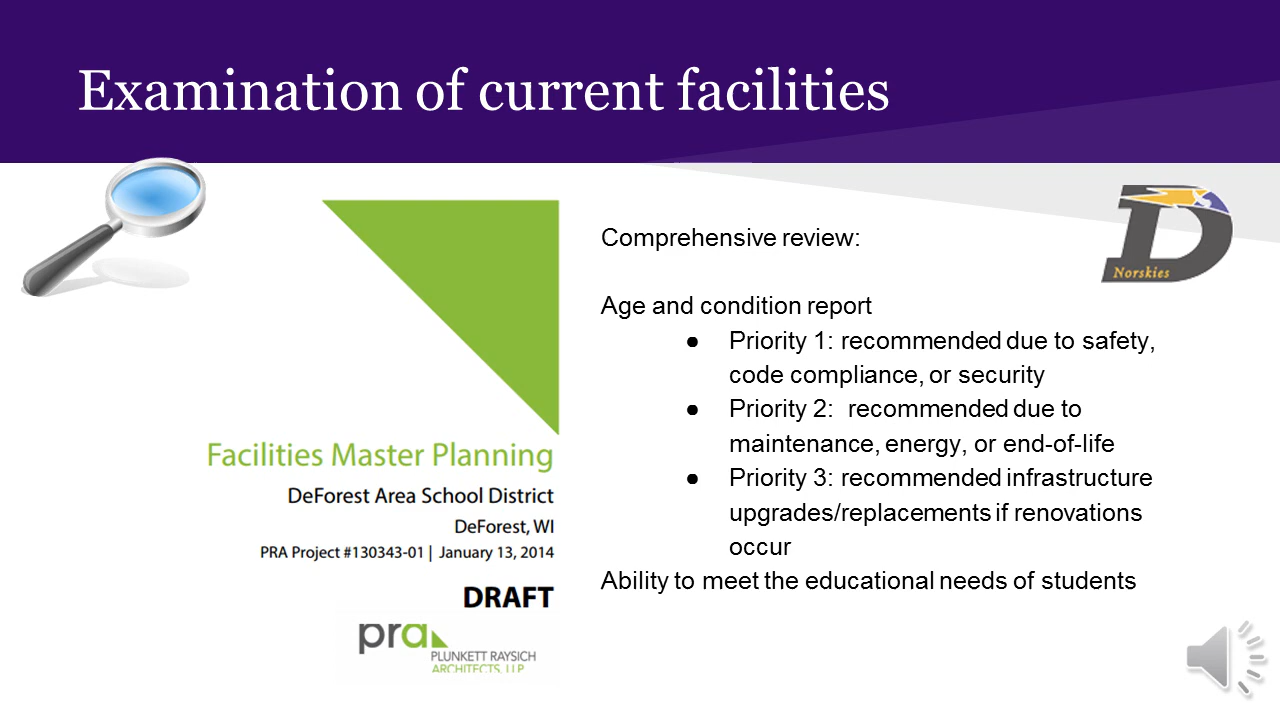 Examination of current facilities
Norskies
Comprehensive review:
Age and condition report
● Priority 1: recommended due to safety,
code compliance, or security
● Priority 2:  recommended due to
maintenance, energy, or end-of-life
● Priority 3: recommended infrastructure
upgrades/replacements if renovations
occur
Ability to meet the educational needs of students
Facilities Master Planning
DeForest Area School District
DeForest, WI
PRA Project #130343-01 | January 13, 2014
DRAFT
pra
PLUNKETT RAYSICH
ARCHITECTS, LLP